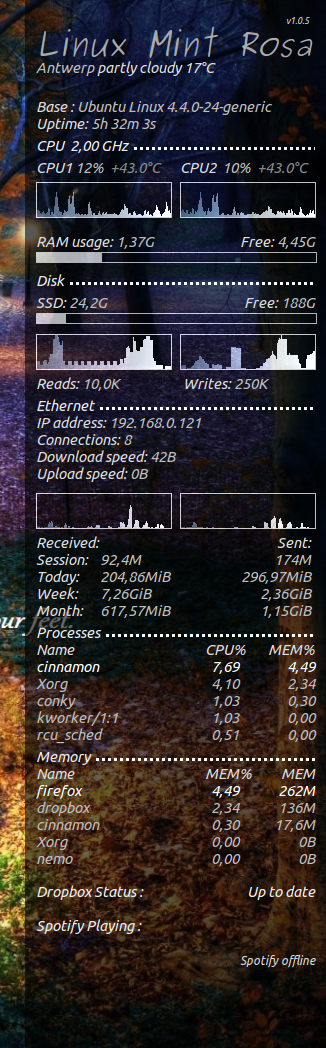 v1.0.5
Linux Mint Rosa
Antwerp partly cloudy 17°C
Base : Ubuntu Linux 4.4.0-24-generic
Uptime: 5h 32m 3s
CPU 2,00 GHz
CPU1 12% +43.0°C CPU2 10% +43.0°C
RAM usage: 1,37G Free: 4,45G
Disk
SSD: 24,2G Free: 188G
Reads: 10,0K Writes: 250K
Ethernet
IP address: 192.168.0.121
Connections: 8
Download speed: 42B
Upload speed: 0B
Received: Sent:
Session: 92,4M 174M
Today: 204,86MiB 296,97MiB
Week: 7,26GiB 2,36GiB
Month: 617,57MiB 1,15GiB
our feet.
Processes
Name CPU% MEM%
cinnamon 7,69 4,49
Xorg 4,10 2,34
conky 1,03 0,30
kworker/1:1 1,03 0,00
rcu_sched 0,51 0,00
Memory
Name MEM% MEM
firefox 4,49 262M
dropbox 2,34 136M
cinnamon 0,30 17,6M
Xorg 0,00 0B
nemo 0,00 0B
Dropbox Status : Up to date
Spotify Playing :
Spotify offline